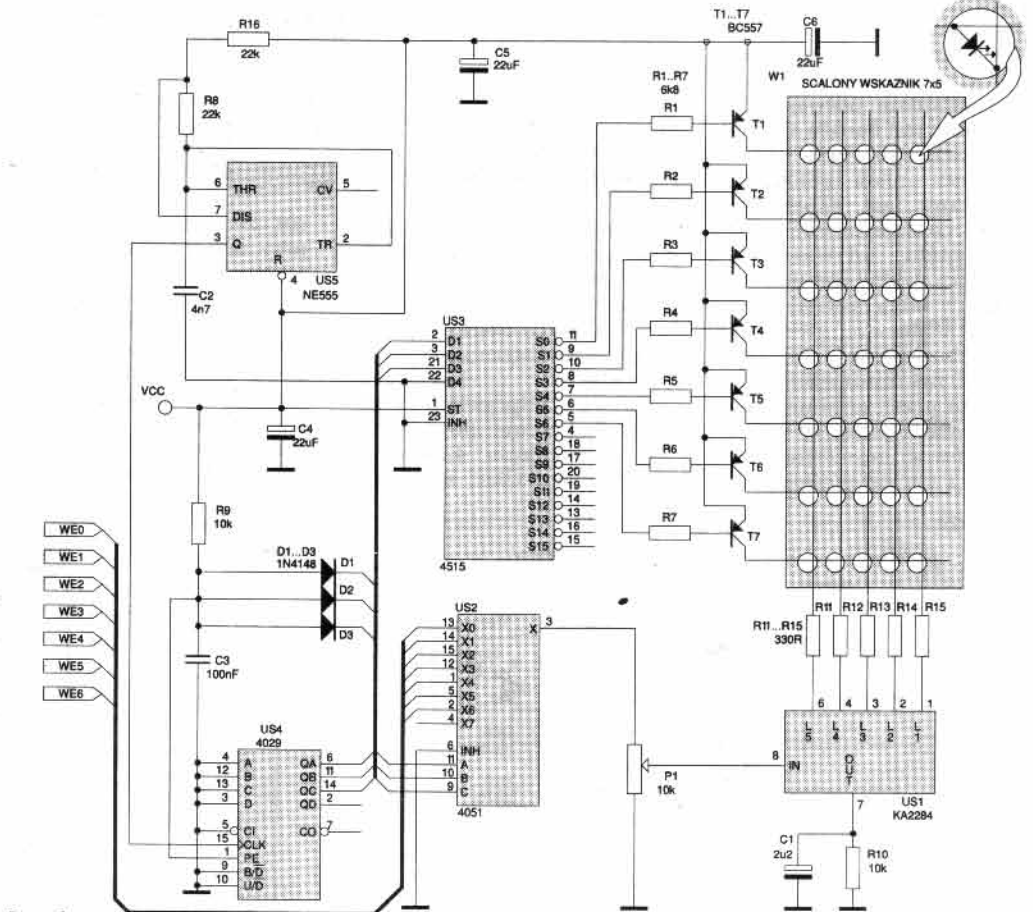 R16
22k
T1...T7
BC557
C6
22uF
C5
22uF
W1
SCALONY WSKAZNIK 7x5
R8
22k
R1..R7
6k8
R1
T1
6
THR
CV
5
7
DIS
3
Q
TR
2
R
4
US5
NE555
C2
4n7
R2
T2
R3
T3
R4
T4
R5
T5
R6
T6
R7
T7
US3
2
D1
3
D2
21
D3
22
D4
1
ST
23
INH
S0
11
S1
9
S2
10
S3
8
S4
7
S5
6
S6
5
S7
4
S8
18
S9
17
S10
20
S11
19
S12
14
S13
13
S14
16
S15
15
4515
VCC
C4
22uF
R9
10k
WE0
WE1
WE2
WE3
WE4
WE5
WE6
D1...D3
1N4148
D1
D2
D3
C3
100nF
US2
13
X0
14
X1
15
X2
12
X3
1
X4
5
X5
2
X6
4
X7
6
INH
11
A
10
B
9
C
X
3
4051
US4
4029
4
A
12
B
13
C
3
D
5
CI
15
CLK
1
PE
9
B/D
10
U/D
QA
6
QB
11
QC
14
QD
2
CO
7
P1
10k
R11
R12
R13
R14
R15
R11...R15
330R
6
4
3
2
1
L5
L4
L3
L2
L1
8
IN
OUT
7
US1
KA2284
C1
2u2
R10
10k